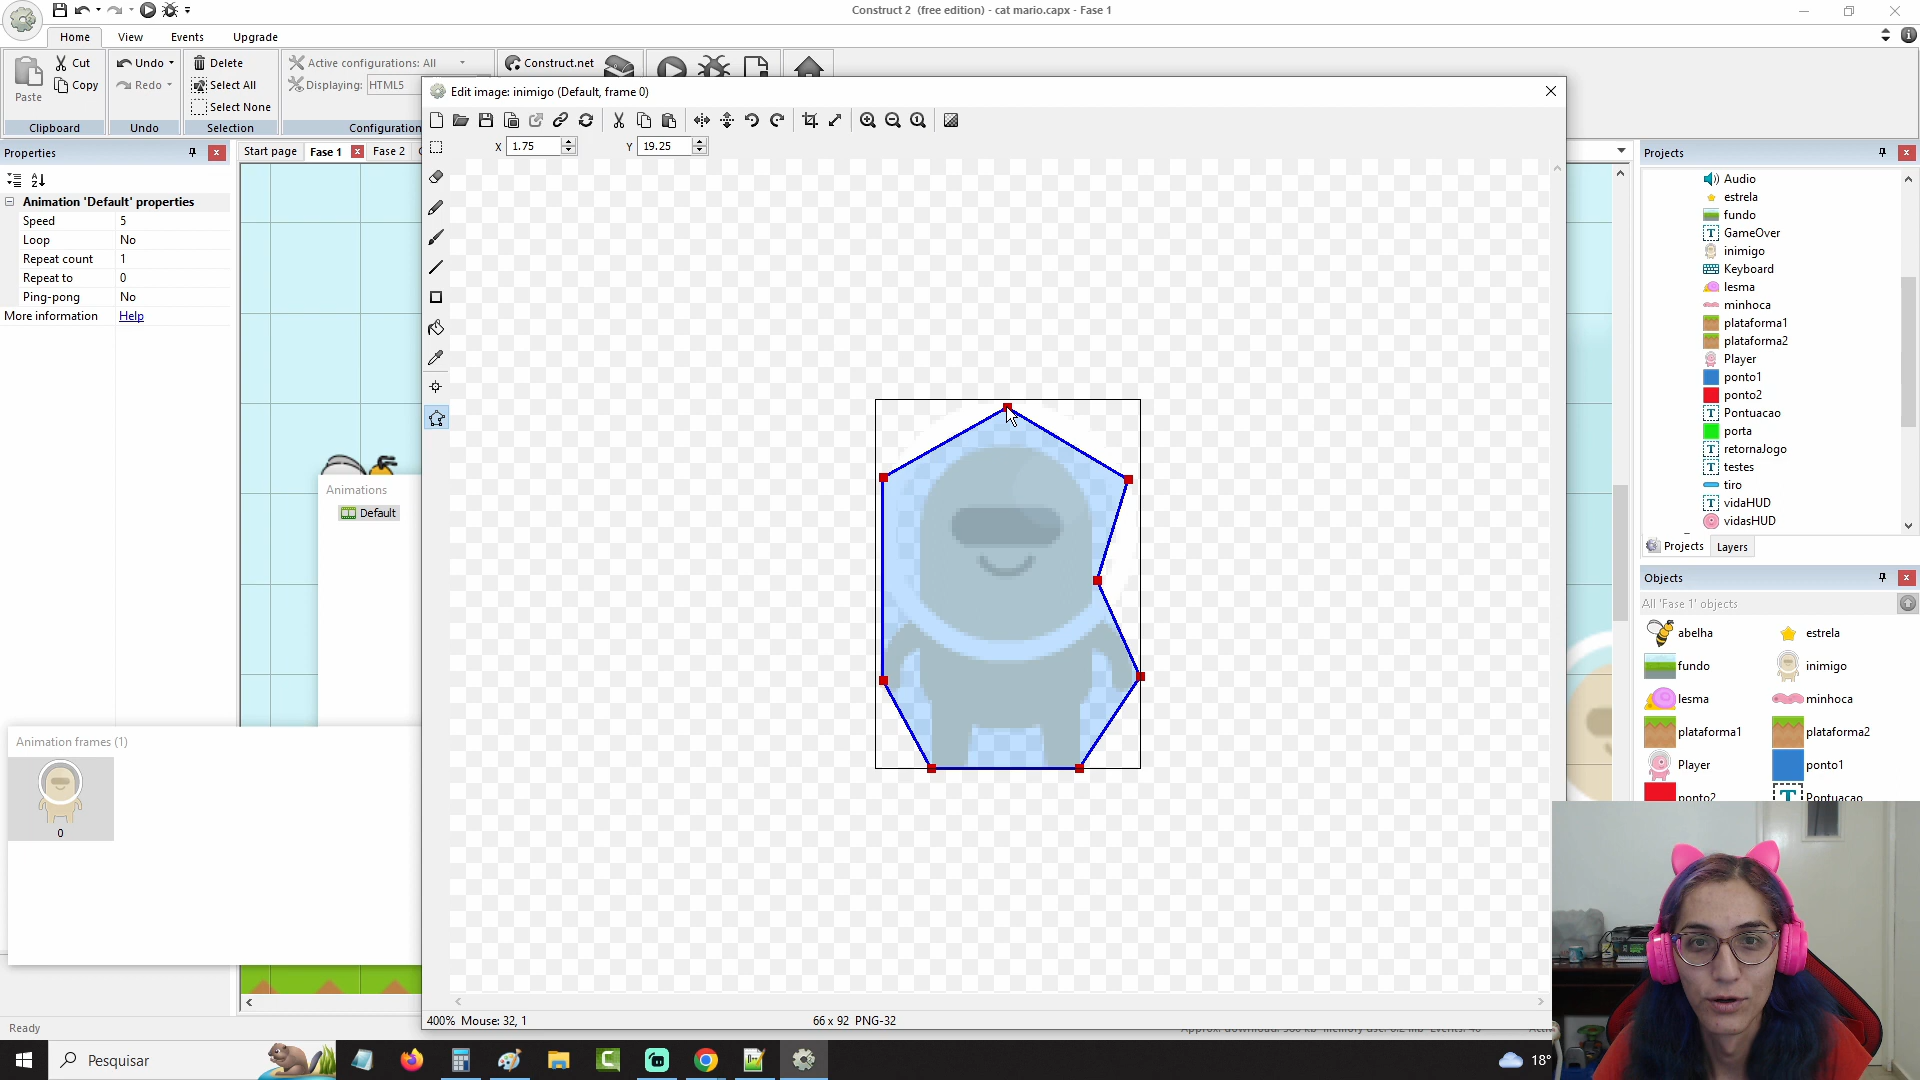 Construct 2 (free edition) - cat mario.capx - Fase 1
Home
View
Events
Upgrade
Paste
Cut
Copy
Clipboard
Undo
Redo
Undo
Delete
Select All
Select None
Selection
Active configurations: All
Displaying: HTML5
Configuration
Construct.net
Edit image: inimigo (Default, frame 0)
X 1.75
Y 19.25
Properties
Start page
Fase 1
Fase 2
Animation 'Default' properties
Speed 5
Loop No
Repeat count 1
Repeat to 0
Ping-pong No
More information Help
Animations
Default
Animation frames (1)
0
400% Mouse: 32, 1
66 x 92 PNG-32
Ready
Projects
Audio
estrela
fundo
GameOver
inimigo
Keyboard
lesma
minhoca
plataforma1
plataforma2
Player
ponto1
ponto2
Pontuacao
porta
retornaJogo
testes
tiro
vidaHUD
vidasHUD
Projects
Layers
Objects
All 'Fase 1' objects
abelha
estrela
fundo
inimigo
lesma
minhoca
plataforma1
plataforma2
Player
ponto1
ponto2
Pontuacao
Pesquisar
18°